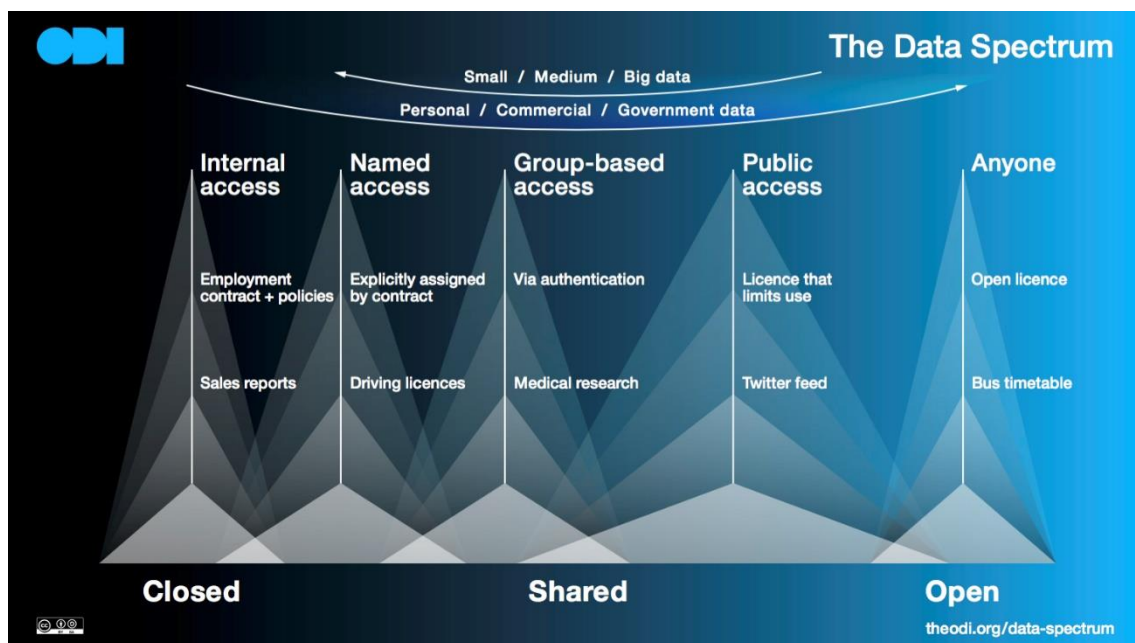 ODI
The Data Spectrum
Small / Medium / Big data
Personal / Commercial / Government data
Internal
access
Named
access
Group-based
access
Public
access
Anyone
Employment
contract + policies
Explicitly assigned
by contract
Via authentication
Licence that
limits use
Open licence
Sales reports
Driving licences
Medical research
Twitter feed
Bus timetable
Closed
Shared
Open
theodi.org/data-spectrum